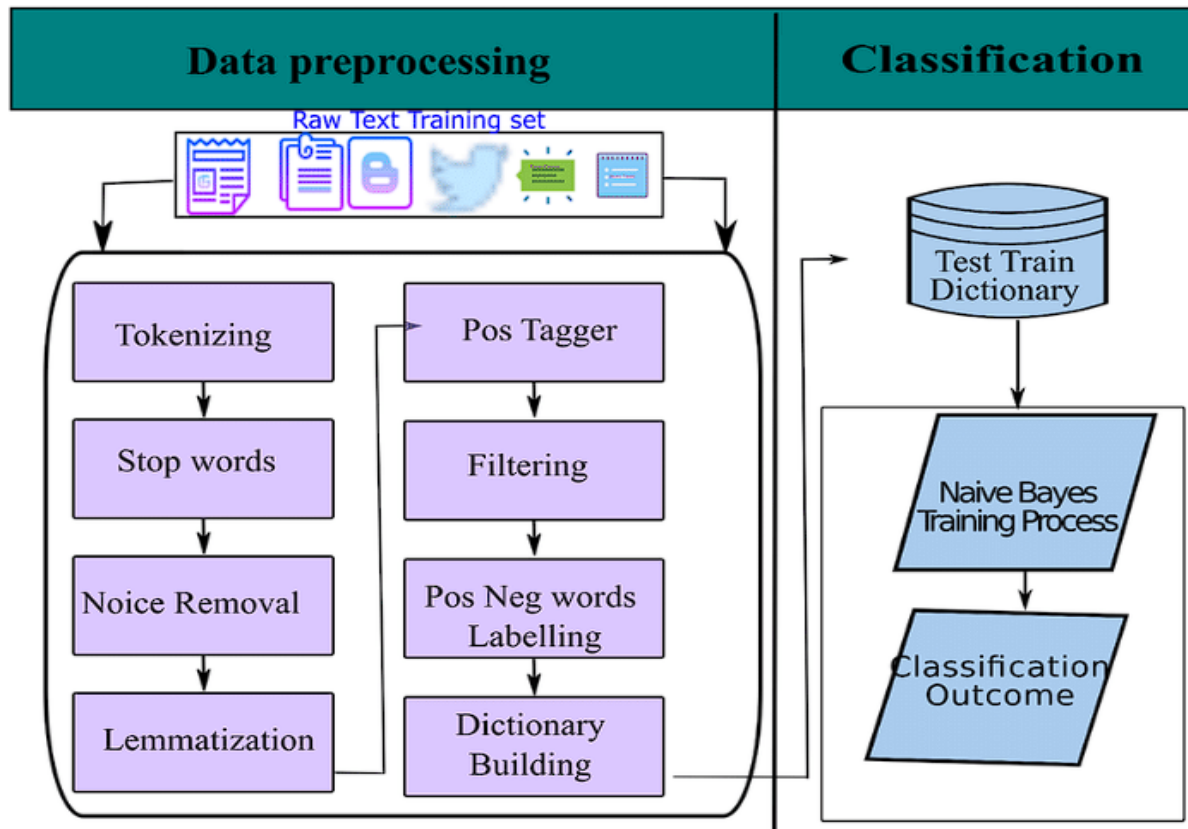 Data preprocessing
Classification
Raw Text Training set
Tokenizing
Stop words
Noice Removal
Lemmatization
Pos Tagger
Filtering
Pos Neg words
Labelling
Dictionary
Building
Test Train
Dictionary
Naive Bayes
Training Process
Classification
Outcome